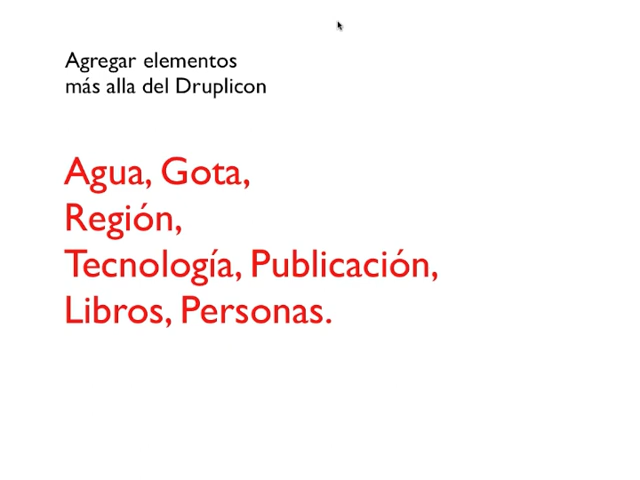 Agregar elementos
más alla del Druplicon
Agua, Gota,
Región,
Tecnología, Publicación,
Libros, Personas.